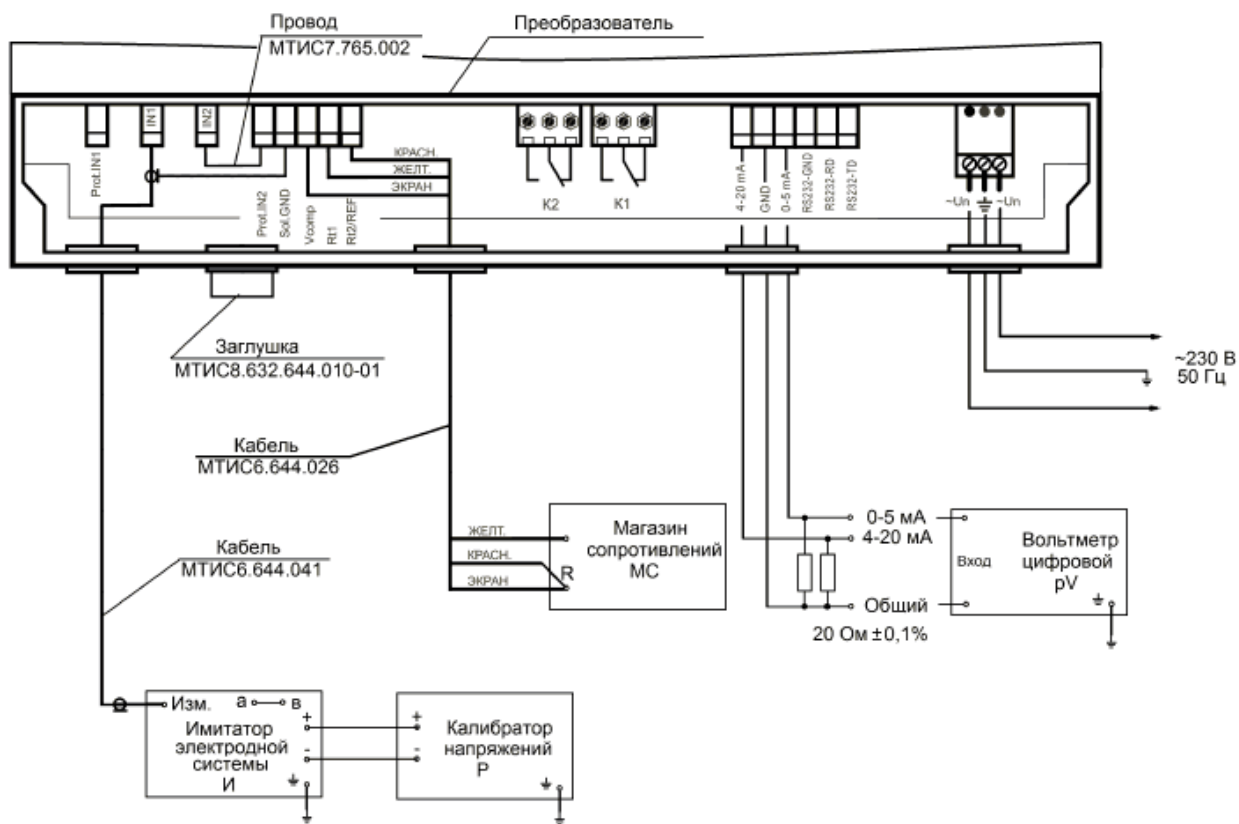 Провод
МТИС7.765.002
Преобразователь
Prot.IN1
IN1
IN2
Prot.IN2
Sol.GND
Vcomp
Rt1
Rt2/REF
КРАСН.
ЖЕЛТ.
ЭКРАН
К2
К1
4-20 mA
GND
0-5 mA
RS232-GND
RS232-RD
RS232-TD
~Un
~Un
~230 В
50 Гц
Заглушка
МТИС8.632.644.010-01
Кабель
МТИС6.644.026
Кабель
МТИС6.644.041
ЖЕЛТ.
КРАСН.
ЭКРАН
R
Магазин
сопротивлений
МС
0-5 мА
4-20 мА
Общий
20 Ом ±0,1%
Вход
Вольтметр
цифровой
pV
Изм.
а
в
+
-
Имитатор
электродной
системы
И
+
-
Калибратор
напряжений
Р